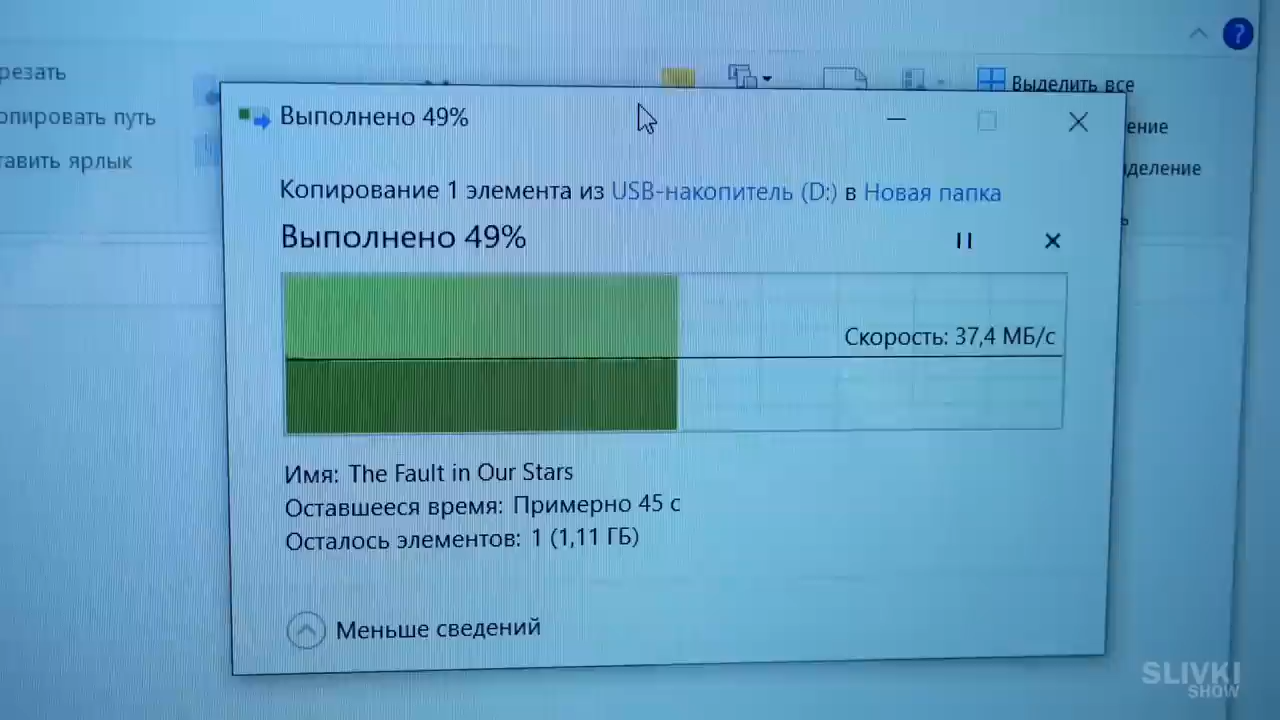 ?
резать
Выделить все
опировать путь
Выполнено 49%
ение
тавить ярлык
деление
Копирование 1 элемента из USB-накопитель (D:) в Новая папка
Выполнено 49%
Скорость: 37,4 МБ/с
Имя: The Fault in Our Stars
Оставшееся время: Примерно 45 с
Осталось элементов: 1 (1,11 ГБ)
Меньше сведений
SLIVKI
SHOW